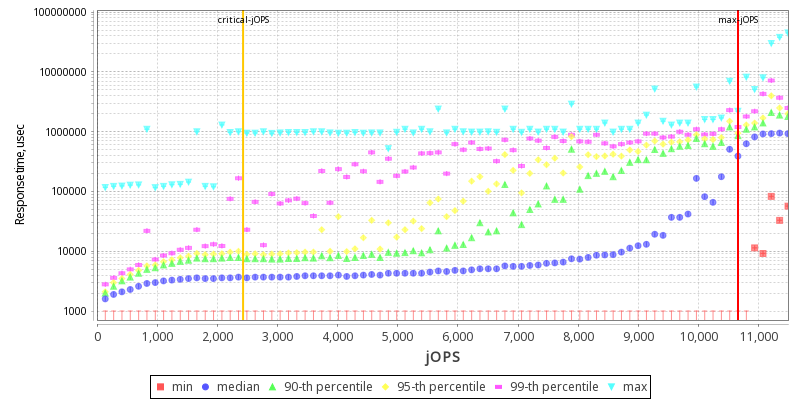 critical-jOPS
max-jOPS
100000000
10000000
1000000
100000
10000
1000
Response time, usec
0
1,000
2,000
3,000
4,000
5,000
6,000
7,000
8,000
9,000
10,000
11,000
jOPS
min
median
90-th percentile
95-th percentile
99-th percentile
max